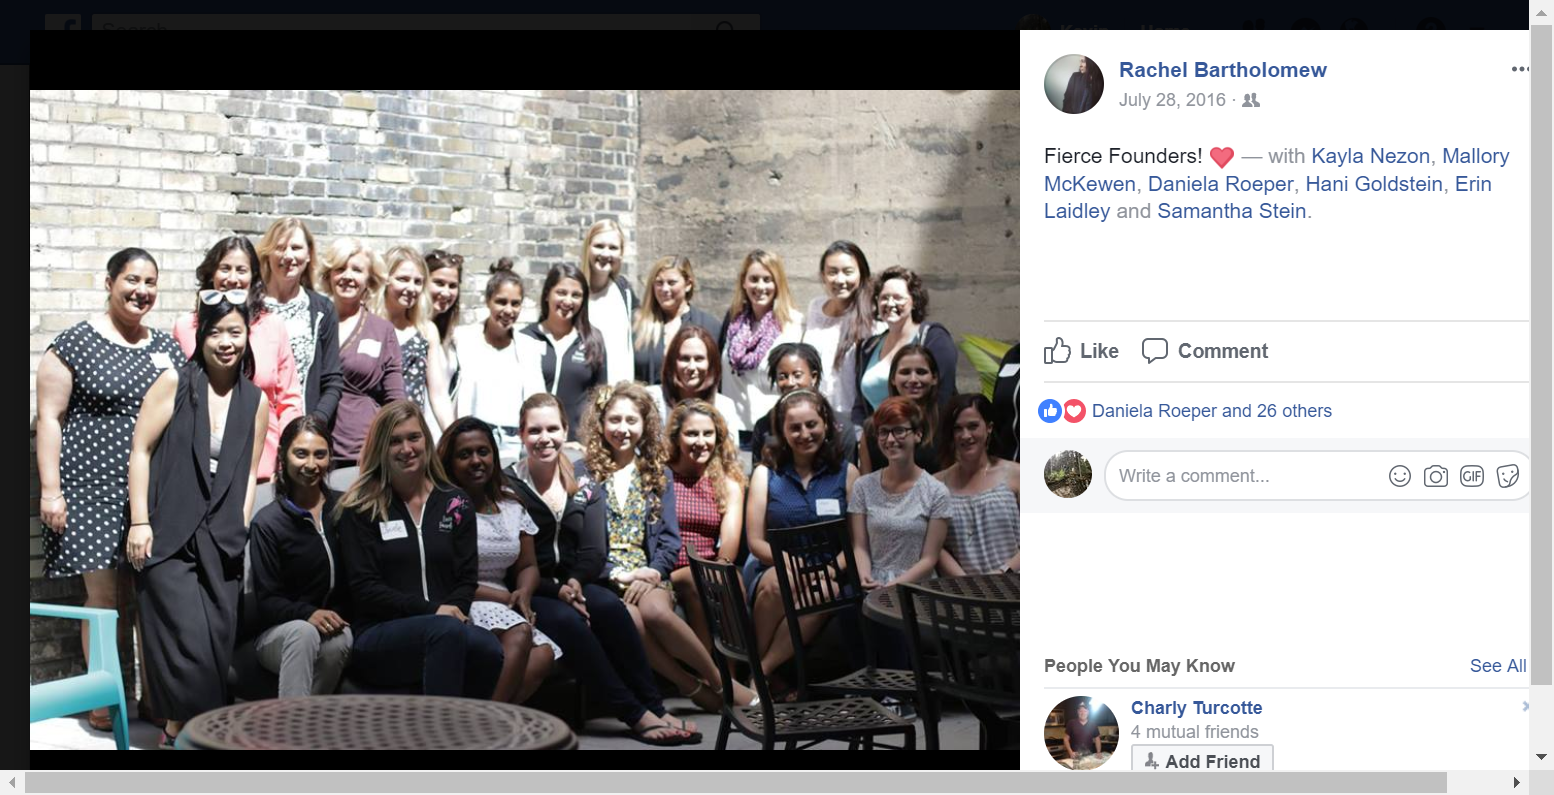 Search
Rachel Bartholomew
July 28, 2016 ·
Fierce Founders! — with Kayla Nezon, Mallory
McKewen, Daniela Roeper, Hani Goldstein, Erin
Laidley and Samantha Stein.
Like Comment
Daniela Roeper and 26 others
Write a comment...
GIF
People You May Know
See All
Charly Turcotte
4 mutual friends
Add Friend